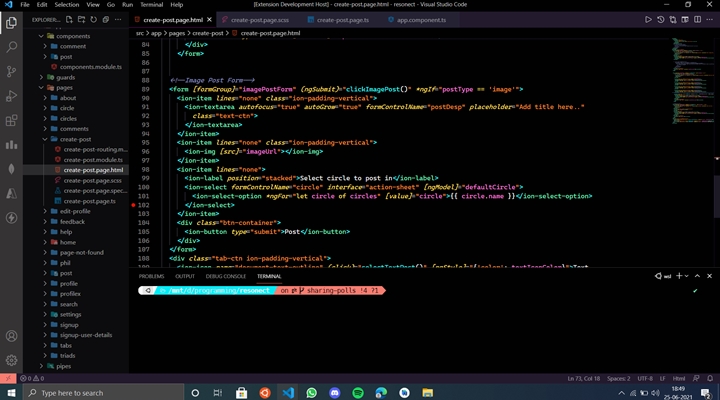 File Edit Selection View Go Run Terminal Help
[Extension Development Host] - create-post.page.html - resonect - Visual Studio Code
EXPLORER...
create-post.page.html
create-post.page.scss
create-post.page.ts
app.component.ts
src > app > pages > create-post > create-post.page.html
components
comment
post
components.module.ts
guards
pages
about
circle
circles
comments
create-post
create-post-routing.m...
create-post.module.ts
create-post.page.html
create-post.page.scss
create-post.page.spec...
create-post.page.ts
edit-profile
feedback
help
home
page-not-found
phil
post
profile
profilex
search
settings
signup
signup-user-details
tabs
triads
pipes
84 </div>
85 </form>
86
87
88 <!--Image Post Form-->
89 <form [formGroup]="imagePostForm" (ngSubmit)="clickImagePost()" *ngIf="postType == 'image'">
90 <ion-item lines="none" class="ion-padding-vertical">
91 <ion-textarea autofocus="true" autoGrow="true" formControlName="postDesp" placeholder="Add title here.."
92 class="text-ctn">
93 </ion-textarea>
94 </ion-item>
95 <ion-item lines="none" class="ion-padding-vertical">
96 <ion-img [src]="imageUrl"></ion-img>
97 </ion-item>
98 <ion-item lines="none">
99 <ion-label position="stacked">Select circle to post in</ion-label>
100 <ion-select formControlName="circle" interface="action-sheet" [ngModel]="defaultCircle">
101 <ion-select-option *ngFor="let circle of circles" [value]="circle">{{ circle.name }}</ion-select-option>
102 </ion-select>
103 </ion-item>
104 <div class="btn-container">
105 <ion-button type="submit">Post</ion-button>
106 </div>
107 </form>
108 <div class="tab-ctn ion-padding-vertical">
PROBLEMS OUTPUT DEBUG CONSOLE TERMINAL
wsl
/mnt/d/programming/resonect on sharing-polls !4 71
0 0
Ln 73, Col 18 Spaces: 2 UTF-8 LF Html
Type here to search
18:49
25-06-2021
2